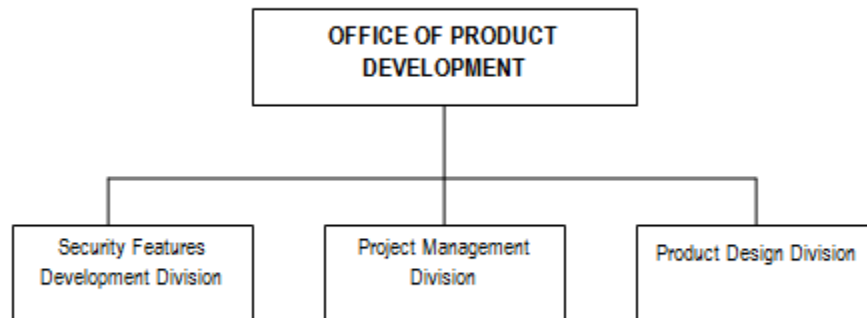 OFFICE OF PRODUCT
DEVELOPMENT
Security Features
Development Division
Project Management
Division
Product Design Division